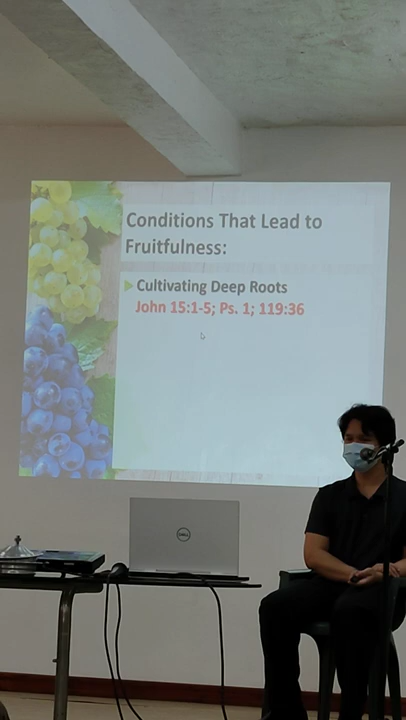 Conditions That Lead to
Fruitfulness:
Cultivating Deep Roots
John 15:1-5; Ps. 1; 119:36
DELL